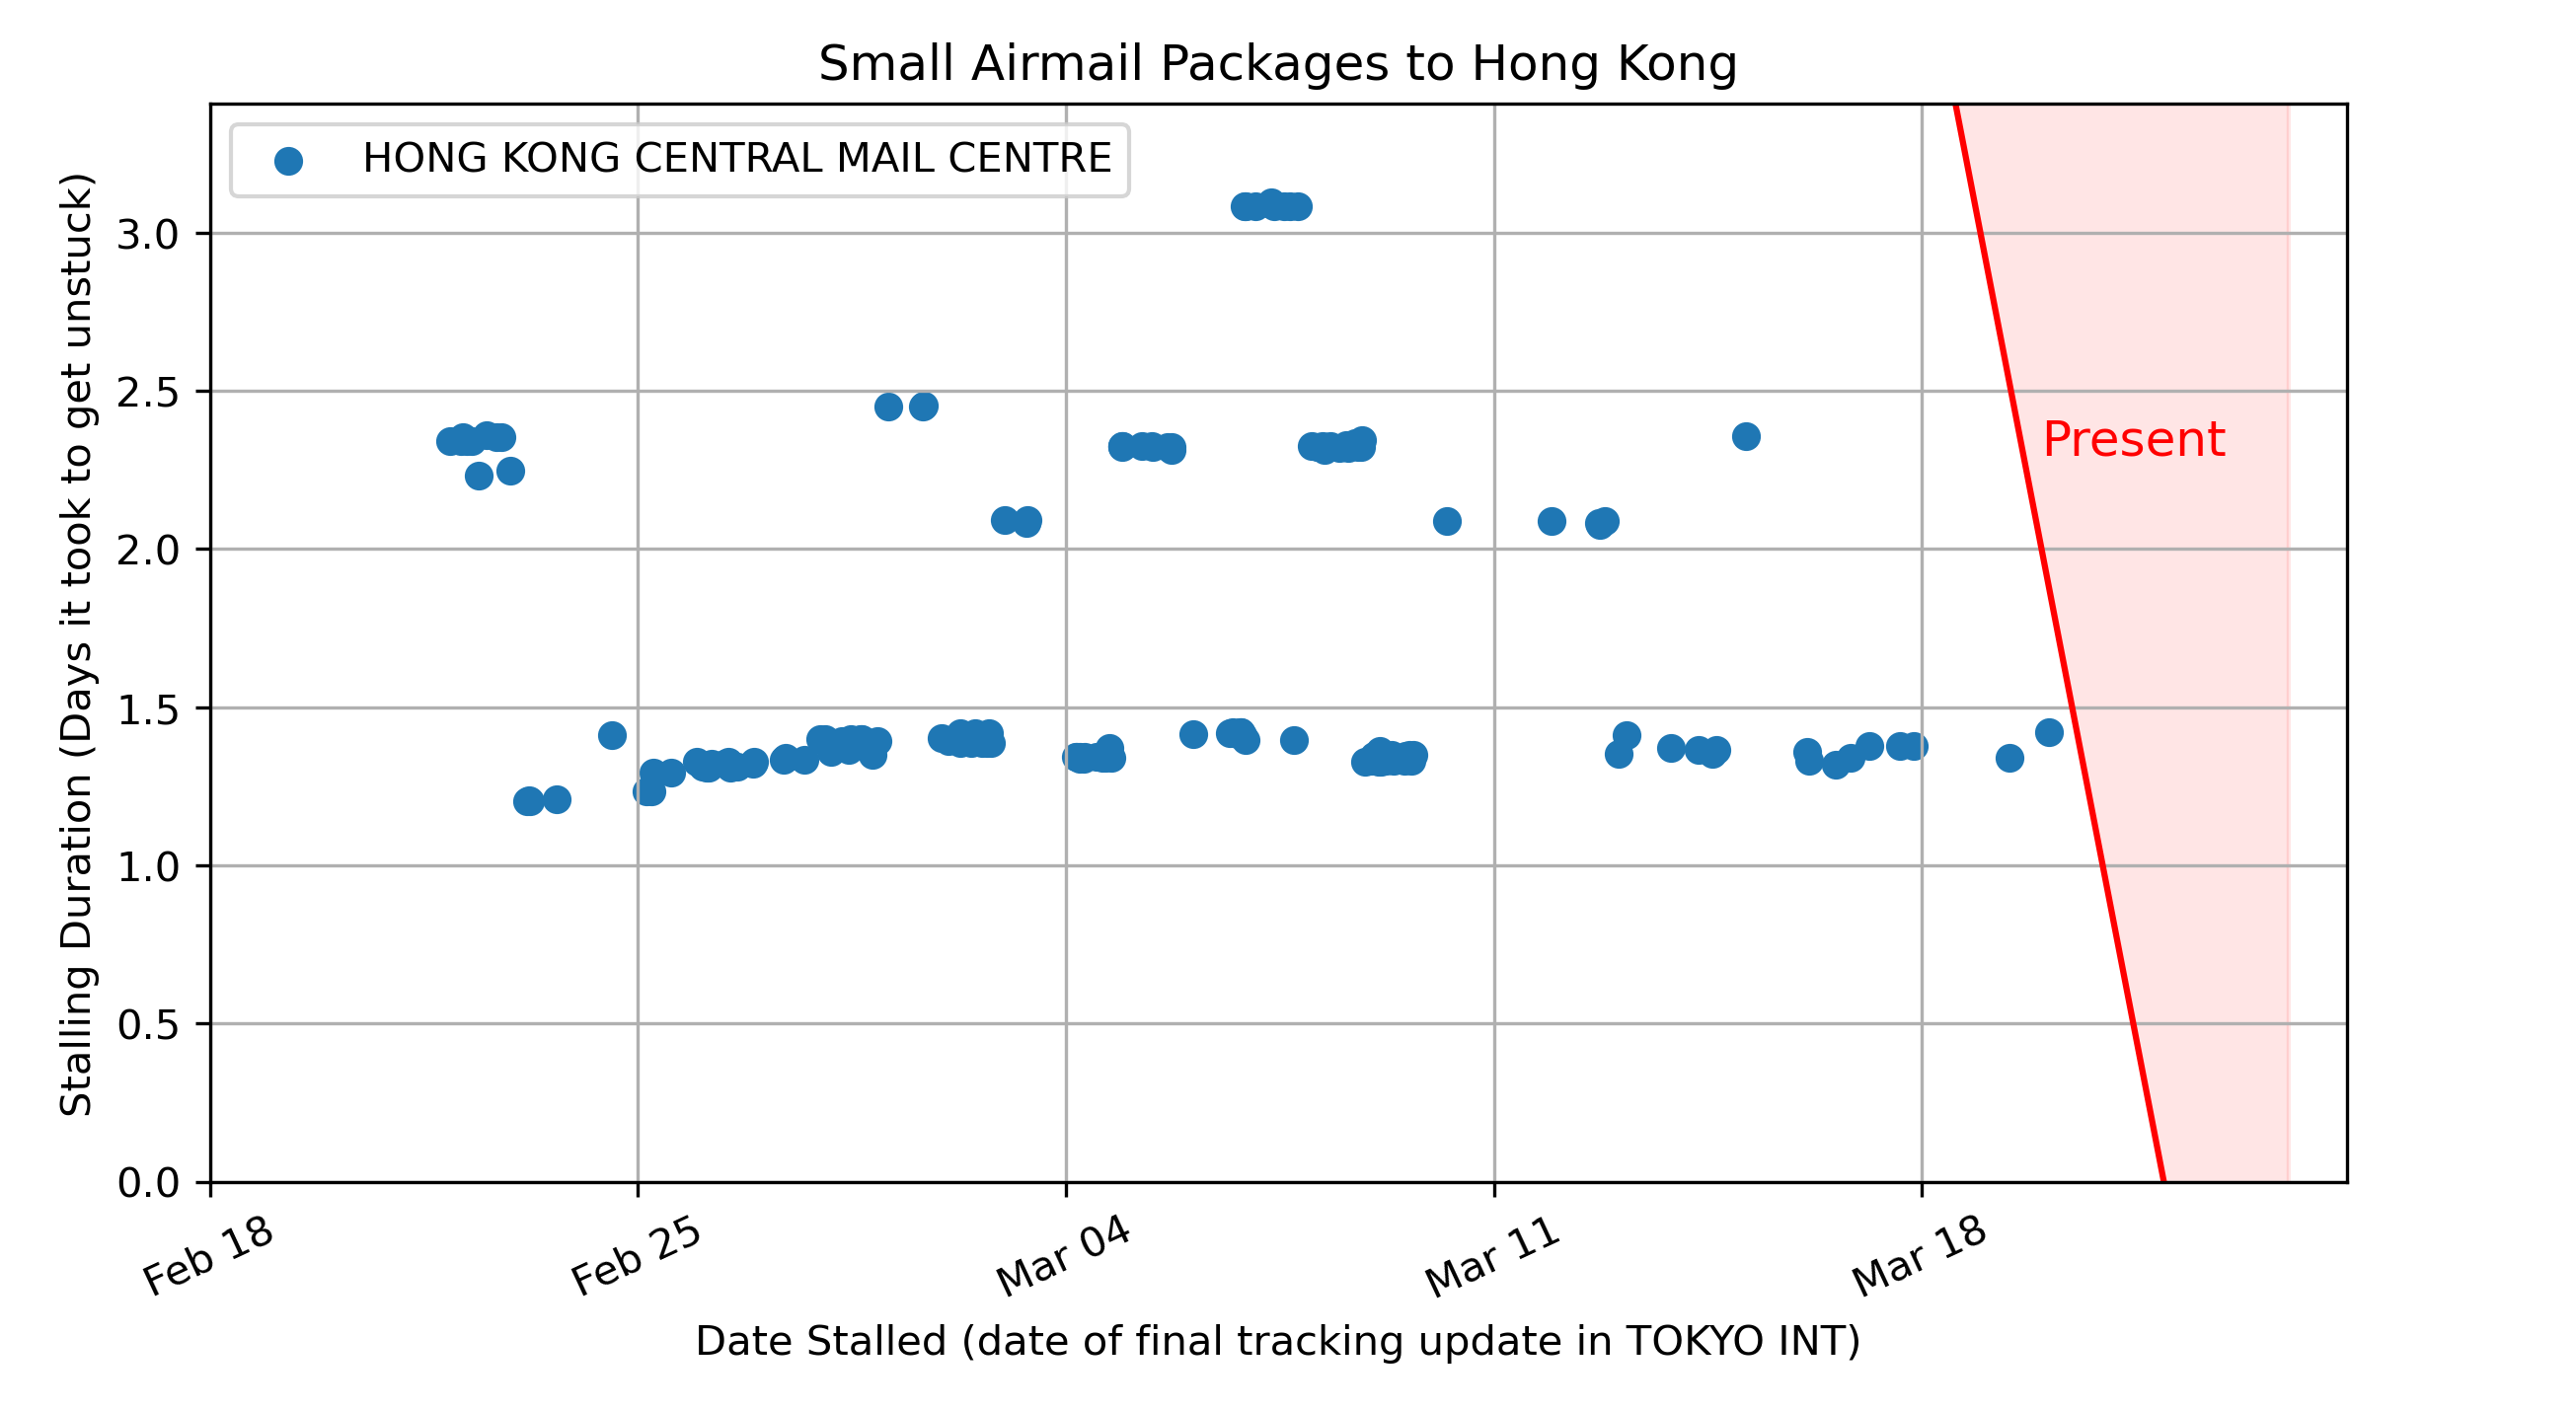 Small Airmail Packages to Hong Kong
HONG KONG CENTRAL MAIL CENTRE
Stalling Duration (Days it took to get unstuck)
3.0
2.5
2.0
1.5
1.0
0.5
0.0
Present
Feb 18
Feb 25
Mar 04
Mar 11
Mar 18
Date Stalled (date of final tracking update in TOKYO INT)